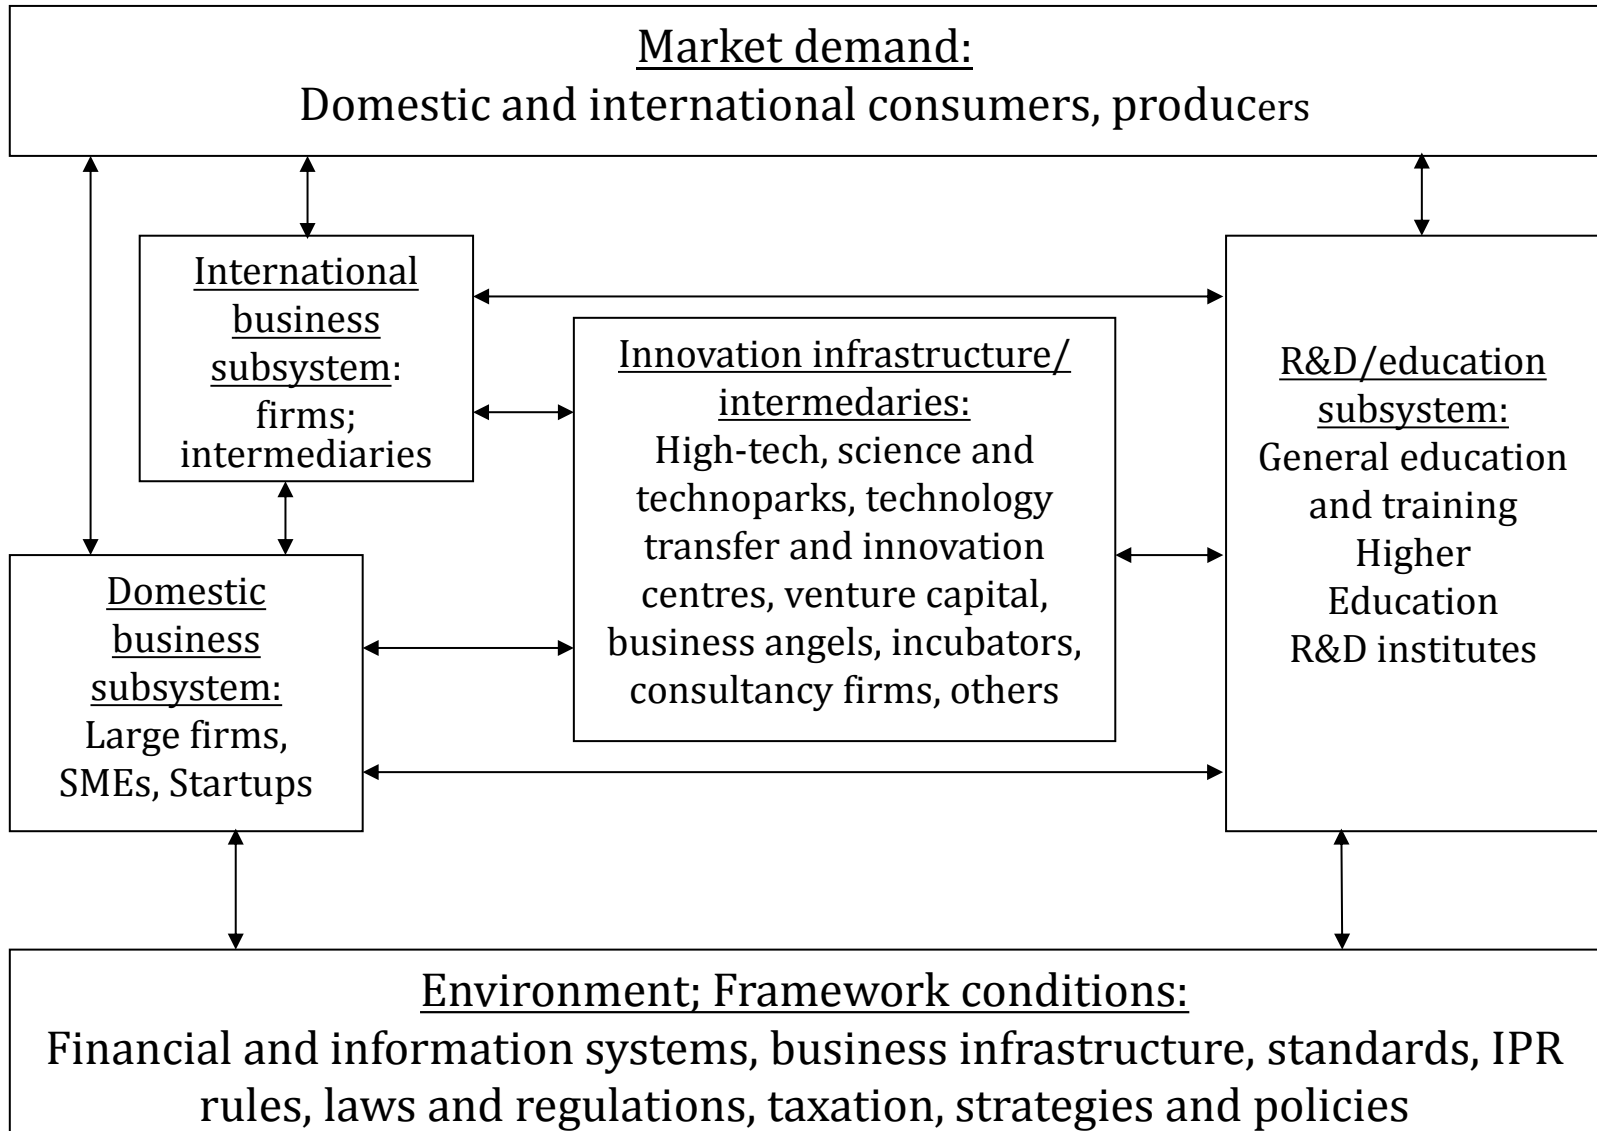 Market demand:
Domestic and international consumers, producers
International
business
subsystem:
firms;
intermediaries
Innovation infrastructure/
intermedaries:
High-tech, science and
technoparks, technology
transfer and innovation
centres, venture capital,
business angels, incubators,
consultancy firms, others
R&D/education
subsystem:
General education
and training
Higher
Education
R&D institutes
Domestic
business
subsystem:
Large firms,
SMEs, Startups
Environment; Framework conditions:
Financial and information systems, business infrastructure, standards, IPR
rules, laws and regulations, taxation, strategies and policies